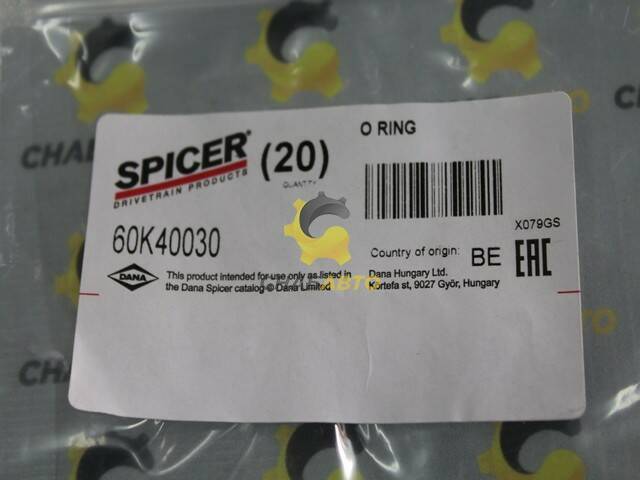 SPICER®
DRIVETRAIN PRODUCTS
(20)
QUANTITY
O RING
60K40030
X079GS
Country of origin: BE
EAC
DANA
This product intended for use only as listed in
the Dana Spicer catalog © Dana Limited
Dana Hungary Ltd.
Kortefa st, 9027 Györ, Hungary